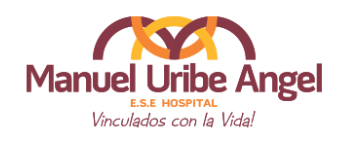 Manuel Uribe Angel
E.S.E HOSPITAL
Vinculados con la Vida!